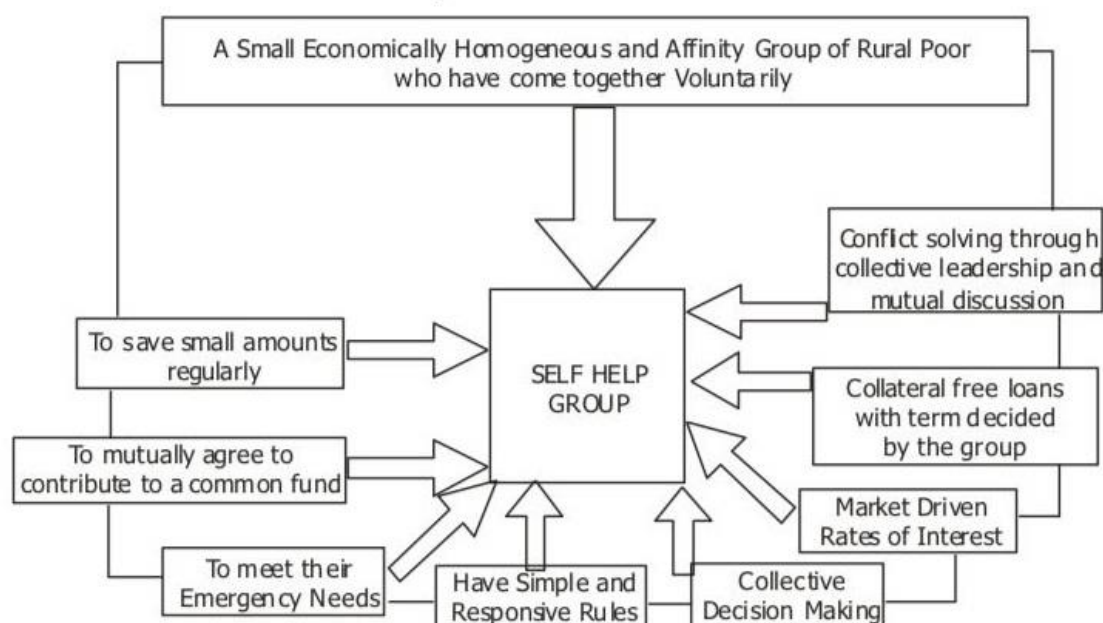 A Small Economically Homogeneous and Affinity Group of Rural Poor
who have come together Voluntarily
Conflict solving through
collective leadership and
mutual discussion
To save small amounts
regularly
SELF HELP
GROUP
Collateral free loans
with term decided
by the group
To mutually agree to
contribute to a common fund
Market Driven
Rates of Interest
To meet their
Emergency Needs
Have Simple and
Responsive Rules
Collective
Decision Making